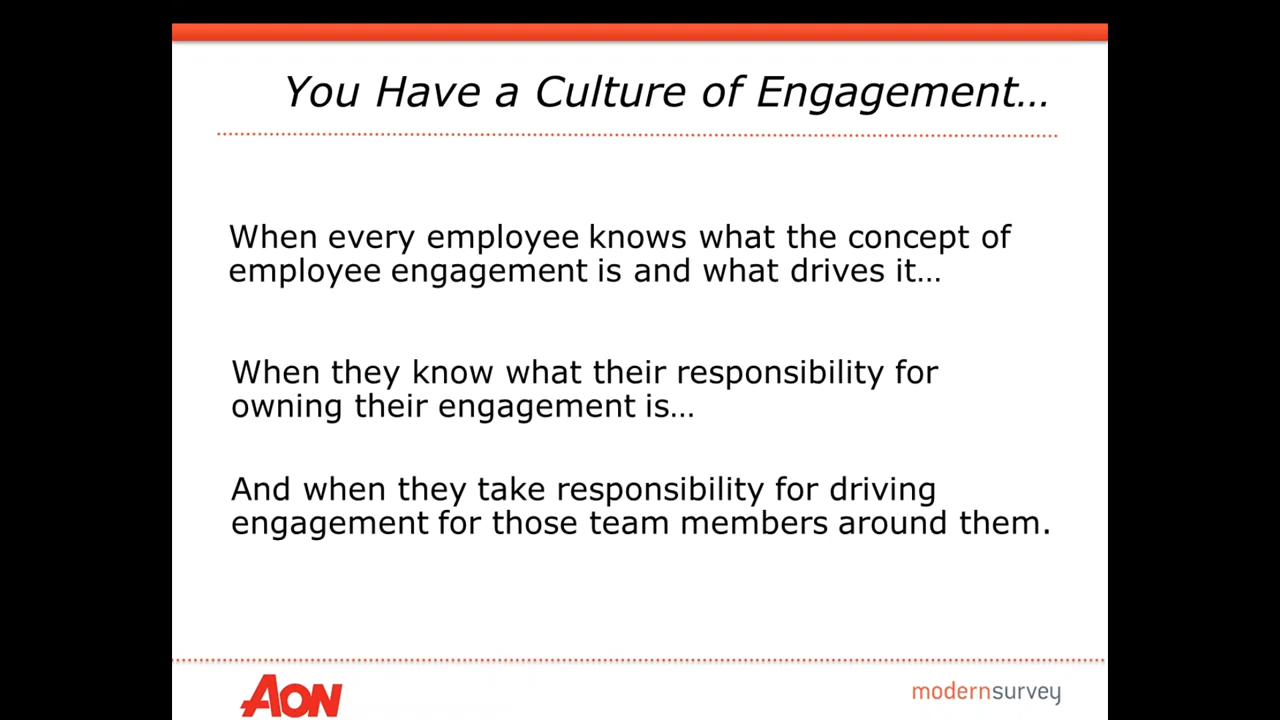 You Have a Culture of Engagement…
When every employee knows what the concept of
employee engagement is and what drives it…
When they know what their responsibility for
owning their engagement is…
And when they take responsibility for driving
engagement for those team members around them.
AON
modernsurvey